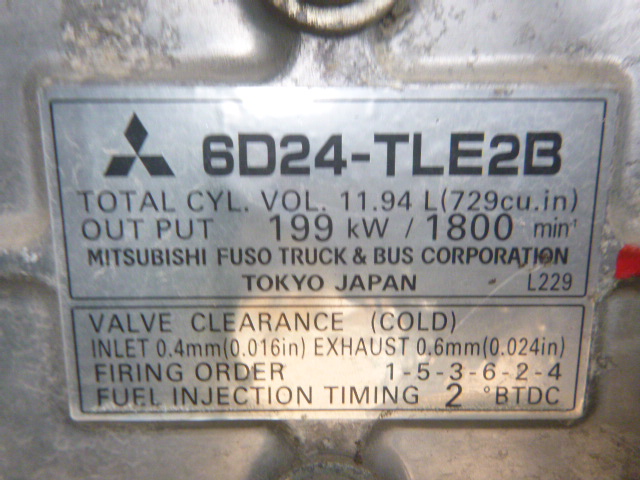 6D24-TLE2B
TOTAL CYL. VOL. 11.94 L(729cu.in)
OUT PUT 199 kW / 1800 min⁻¹
MITSUBISHI FUSO TRUCK & BUS CORPORATION
TOKYO JAPAN L229
VALVE CLEARANCE (COLD)
INLET 0.4mm(0.016in) EXHAUST 0.6mm(0.024in)
FIRING ORDER 1-5-3-6-2-4
FUEL INJECTION TIMING 2 °BTDC